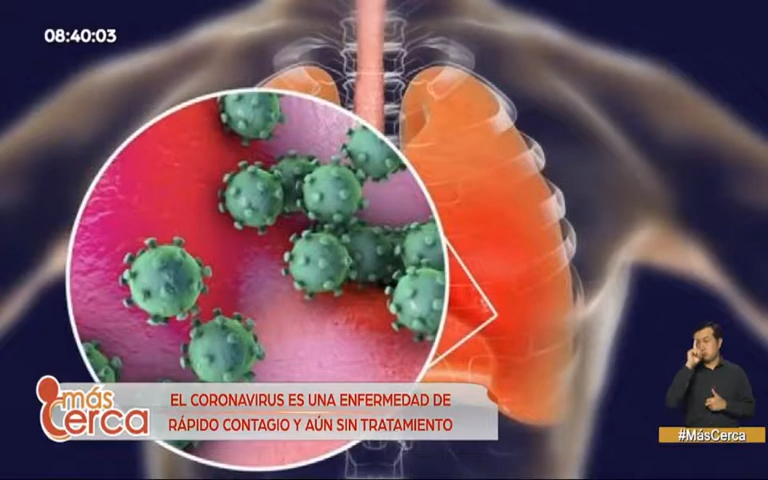 08:40:03
más
Cerca
EL CORONAVIRUS ES UNA ENFERMEDAD DE
RÁPIDO CONTAGIO Y AÚN SIN TRATAMIENTO
#MásCerca